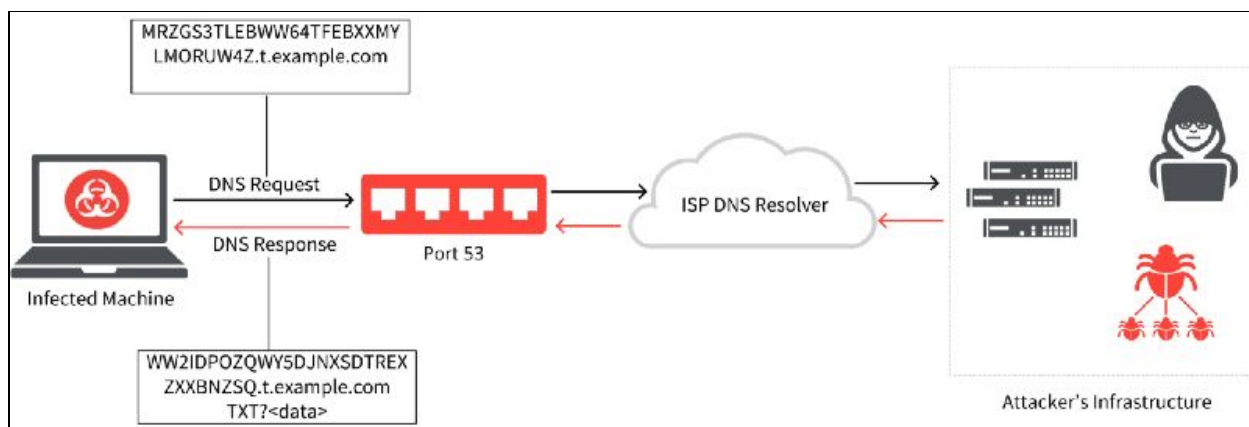 MRZGS3TLEBWW64TFEBXXMY
LMORUW4Z.t.example.com
DNS Request
DNS Response
Port 53
ISP DNS Resolver
Infected Machine
WW2IDPOZQWY5DJNXSDTREX
ZXXBNZSQ.t.example.com
TXT?<data>
Attacker's Infrastructure